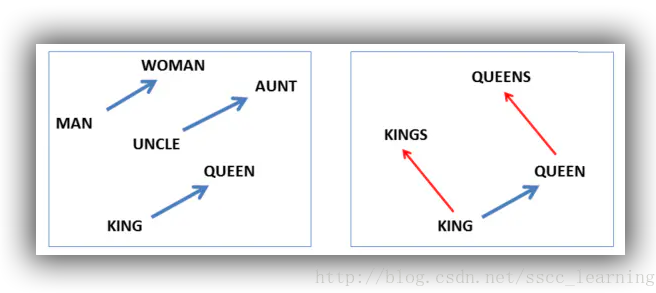 WOMAN
AUNT
MAN
UNCLE
QUEEN
KING
QUEENS
KINGS
QUEEN
KING
http://blog.csdn.net/sscc_learning